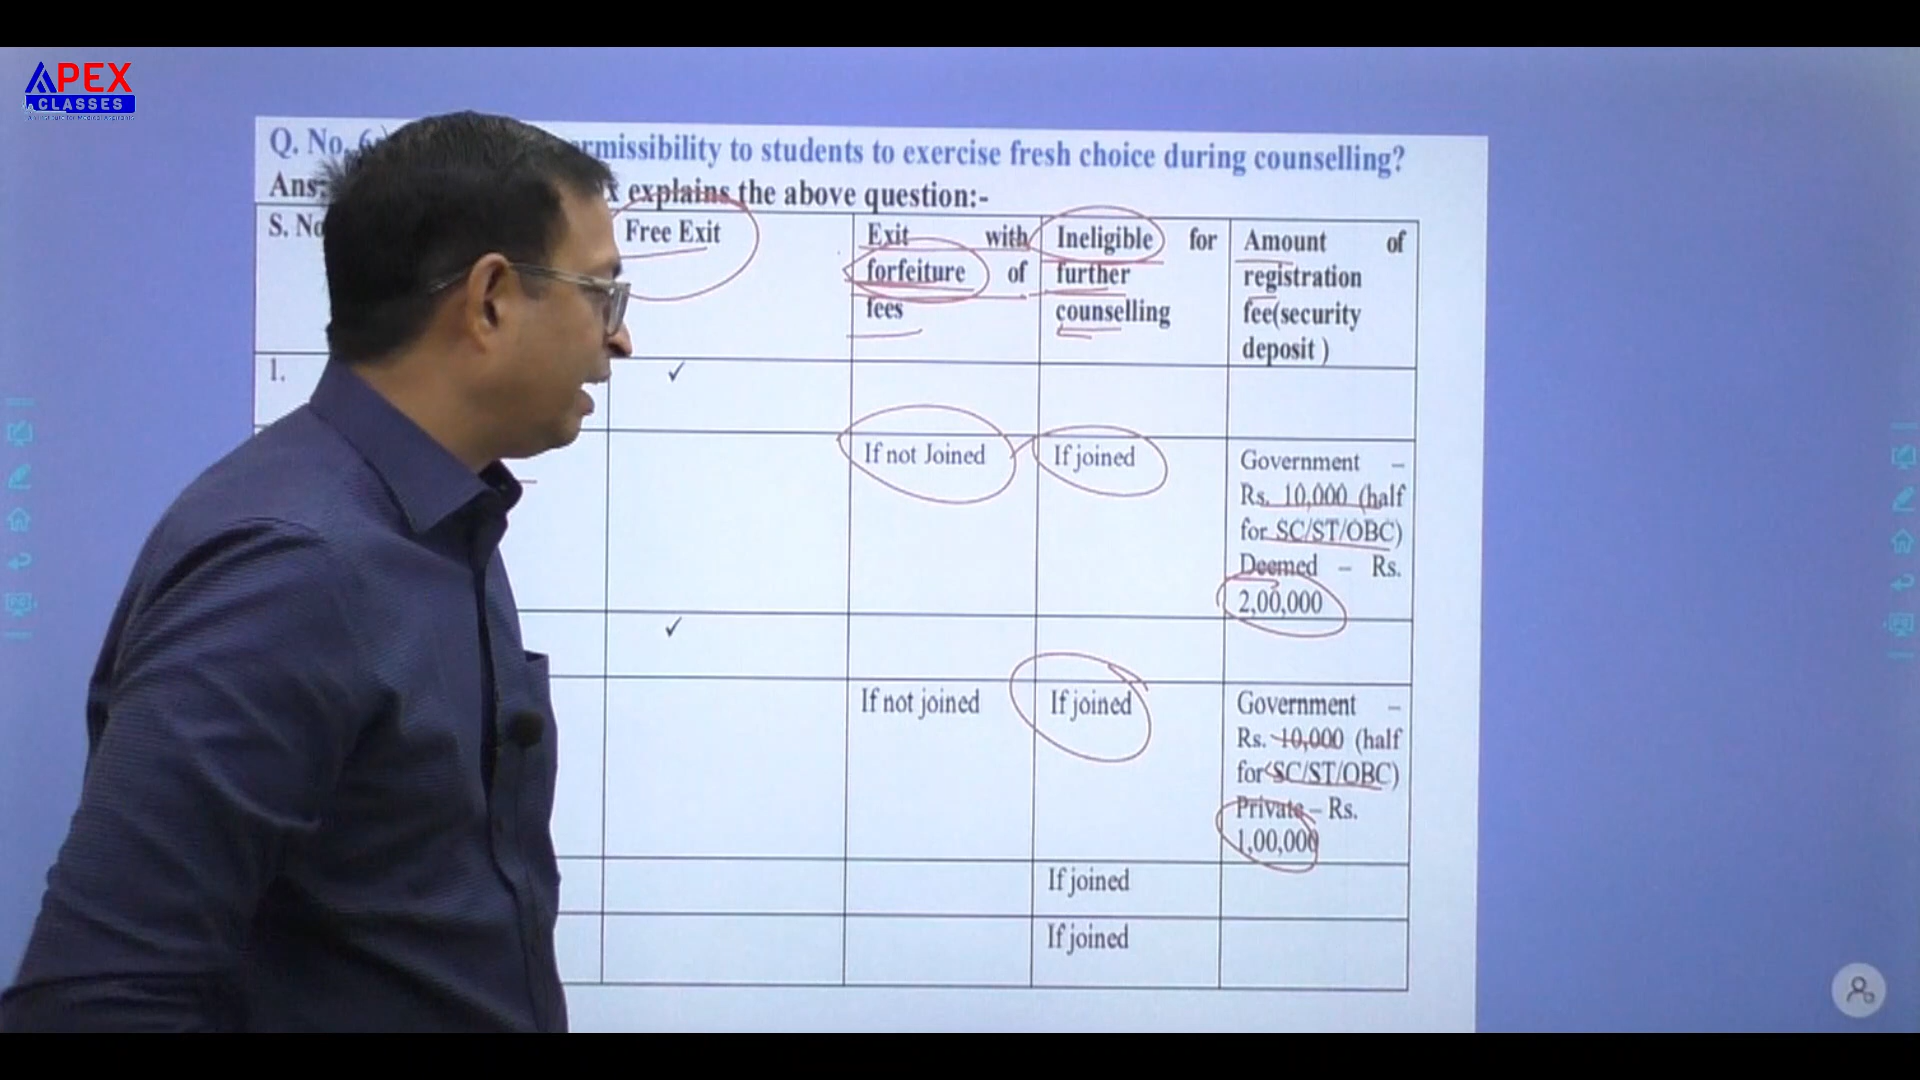 APEX
CLASSES
Q. No. ermissibility to students to exercise fresh choice during counselling?
Ans: x explains the above question:-
S. No
Free Exit
Exit with
forfeiture of
fees
Ineligible for
further
counselling
Amount of
registration
fee(security
deposit )
1.
✓
If not Joined
If joined
Government –
Rs. 10,000 (half
for SC/ST/OBC)
Deemed – Rs.
2,00,000
✓
If not joined
If joined
Government –
Rs. 10,000 (half
for SC/ST/OBC)
Private – Rs.
1,00,000
If joined
If joined